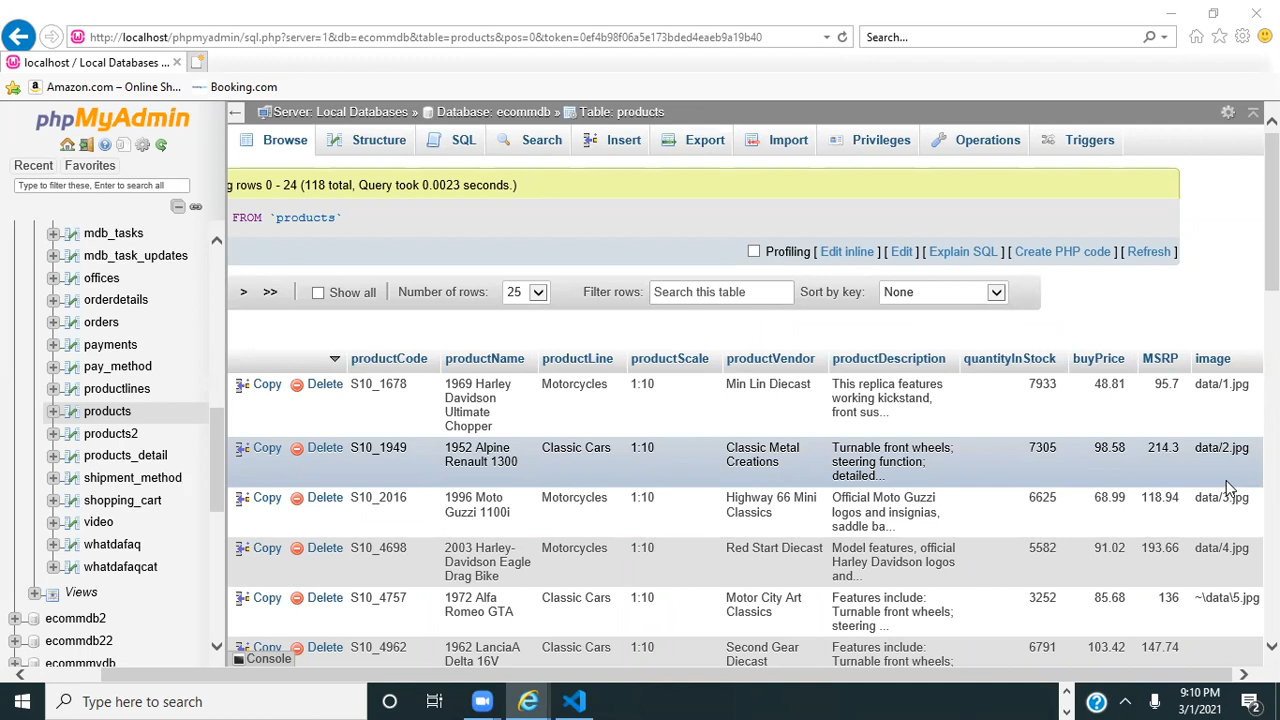 http://localhost/phpmyadmin/sql.php?server=1&db=ecommdb&table=products&pos=0&token=0ef4b98f06a5e173bded4eaeb9a19b40
Search...
localhost / Local Databases ...
Amazon.com – Online Sh...
Booking.com
phpMyAdmin
Server: Local Databases » Database: ecommdb » Table: products
Browse Structure SQL Search Insert Export Import Privileges Operations Triggers
Recent Favorites
Type to filter these, Enter to search all
g rows 0 - 24 (118 total, Query took 0.0023 seconds.)
FROM `products`
Profiling [ Edit inline ] [ Edit ] [ Explain SQL ] [ Create PHP code ] [ Refresh ]
> >> Show all Number of rows: 25 Filter rows: Search this table Sort by key: None
mdb_tasks
mdb_task_updates
offices
orderdetails
orders
payments
pay_method
productlines
products
products2
products_detail
shipment_method
shopping_cart
video
whatdafaq
whatdafaqcat
Views
ecommdb2
ecommdb22
ecommmydb
productCode productName productLine productScale productVendor productDescription quantityInStock buyPrice MSRP image
Copy Delete S10_1678 1969 Harley Motorcycles 1:10 Min Lin Diecast This replica features 7933 48.81 95.7 data/1.jpg
Davidson working kickstand,
Ultimate front sus...
Chopper
Copy Delete S10_1949 1952 Alpine Classic Cars 1:10 Classic Metal Turnable front wheels; 7305 98.58 214.3 data/2.jpg
Renault 1300 Creations steering function;
detailed...
Copy Delete S10_2016 1996 Moto Motorcycles 1:10 Highway 66 Mini Official Moto Guzzi 6625 68.99 118.94 data/3.jpg
Guzzi 1100i Classics logos and insignias,
saddle ba...
Copy Delete S10_4698 2003 Harley- Motorcycles 1:10 Red Start Diecast Model features, official 5582 91.02 193.66 data/4.jpg
Davidson Eagle Harley Davidson logos
Drag Bike and...
Copy Delete S10_4757 1972 Alfa Classic Cars 1:10 Motor City Art Features include: 3252 85.68 136 ~\data\5.jpg
Romeo GTA Classics Turnable front wheels;
steering ...
Copy Delete S10_4962 1962 LanciaA Classic Cars 1:10 Second Gear Features include: 6791 103.42 147.74
Delta 16V Diecast Turnable front wheels;
Console
Type here to search
9:10 PM
3/1/2021
2